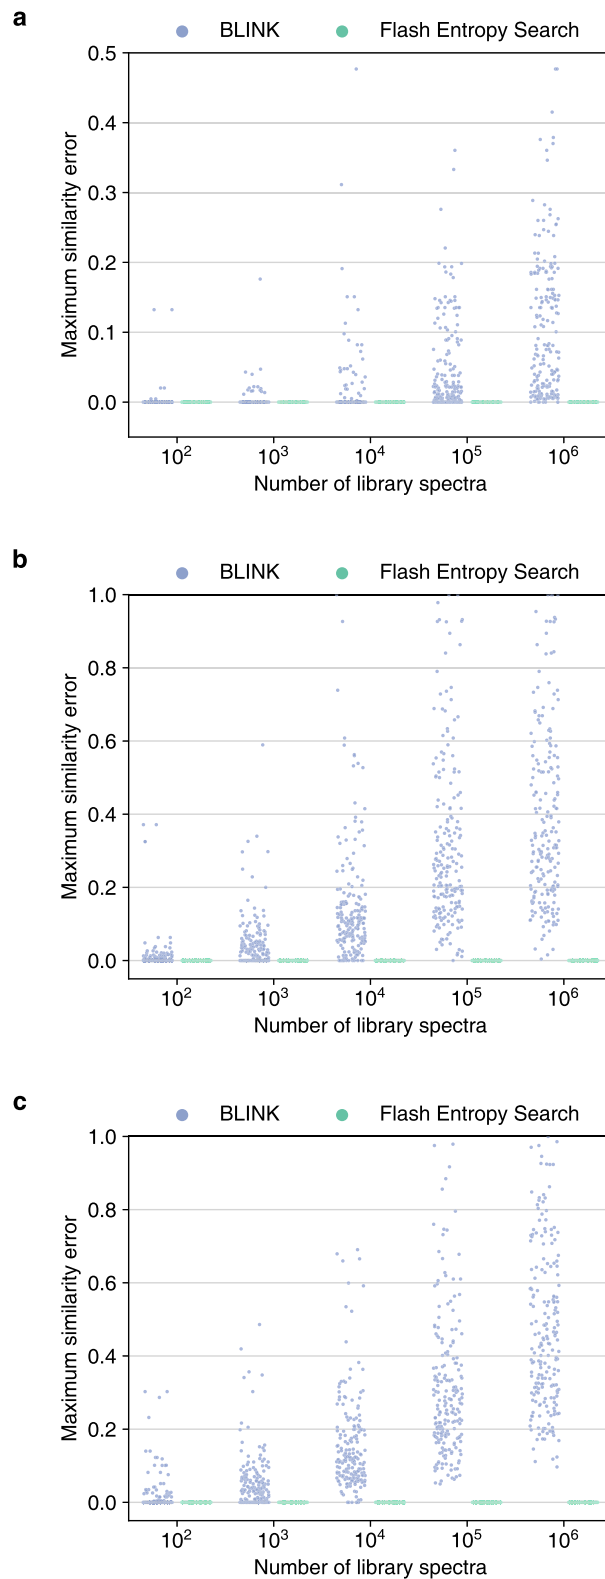 a
BLINK Flash Entropy Search
0.5
0.4
0.3
0.2
0.1
0.0
Maximum similarity error
10² 10³ 10⁴ 10⁵ 10⁶
Number of library spectra
b
BLINK Flash Entropy Search
1.0
0.8
0.6
0.4
0.2
0.0
Maximum similarity error
10² 10³ 10⁴ 10⁵ 10⁶
Number of library spectra
c
BLINK Flash Entropy Search
1.0
0.8
0.6
0.4
0.2
0.0
Maximum similarity error
10² 10³ 10⁴ 10⁵ 10⁶
Number of library spectra